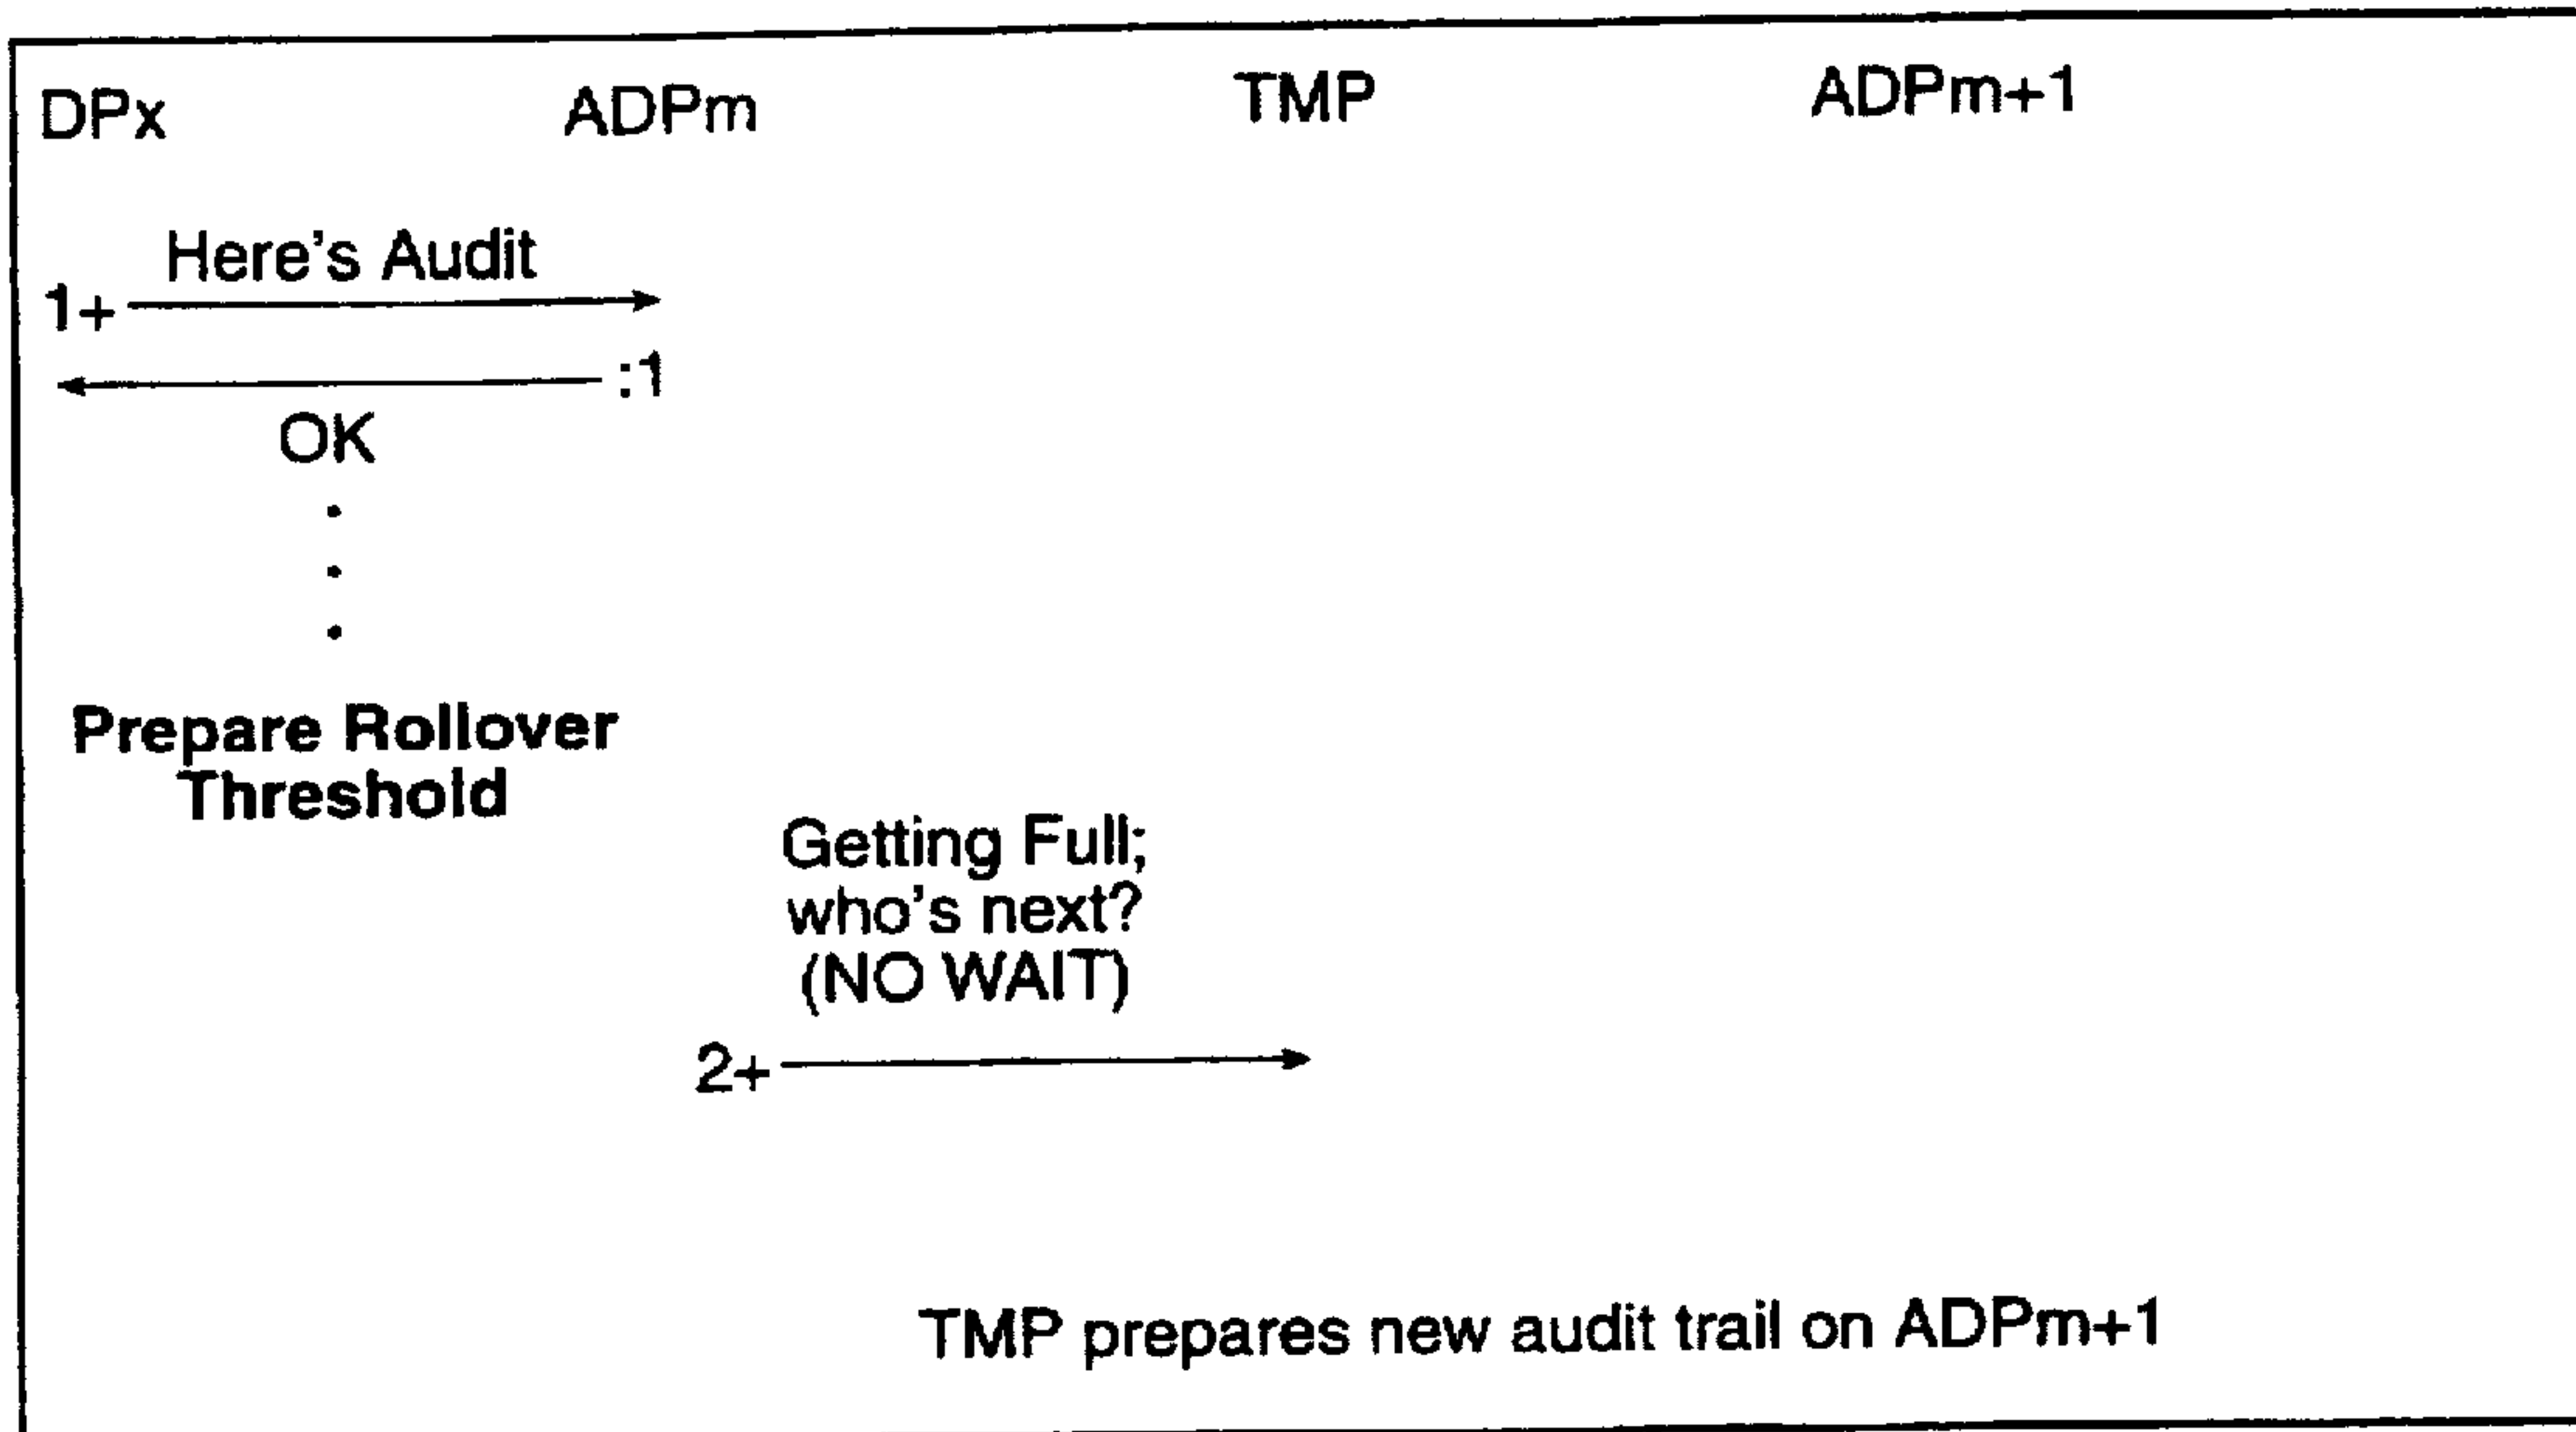 DPx ADPm TMP ADPm+1
Here's Audit
1+
:1
OK
Prepare Rollover
Threshold
Getting Full;
who's next?
(NO WAIT)
2+
TMP prepares new audit trail on ADPm+1